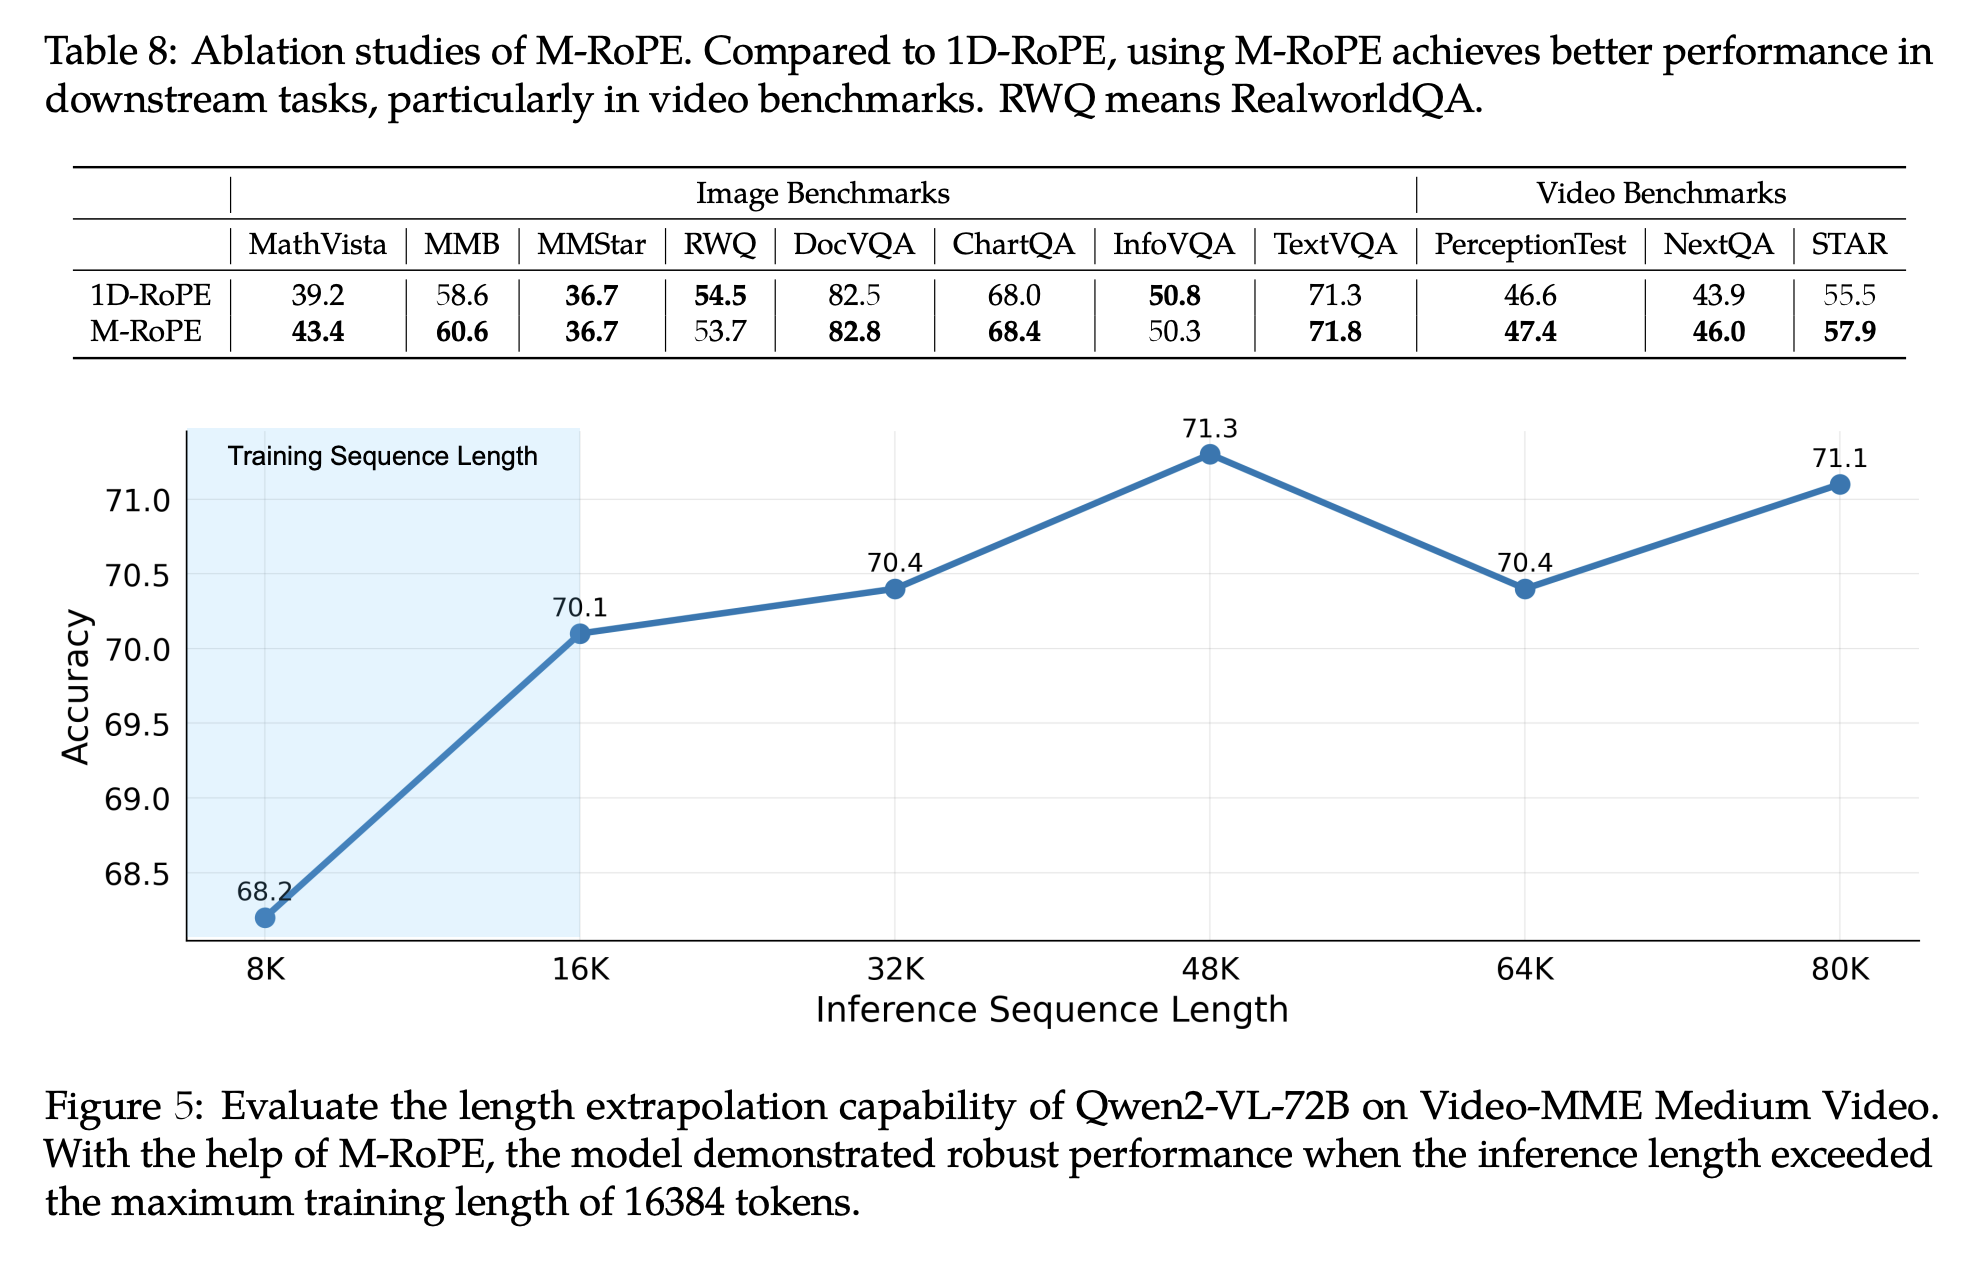 Table 8: Ablation studies of M-RoPE. Compared to 1D-RoPE, using M-RoPE achieves better performance in
downstream tasks, particularly in video benchmarks. RWQ means RealworldQA.
Image Benchmarks Video Benchmarks
MathVista MMB MMStar RWQ DocVQA ChartQA InfoVQA TextVQA PerceptionTest NextQA STAR
1D-RoPE 39.2 58.6 36.7 54.5 82.5 68.0 50.8 71.3 46.6 43.9 55.5
M-RoPE 43.4 60.6 36.7 53.7 82.8 68.4 50.3 71.8 47.4 46.0 57.9
Training Sequence Length
71.3
71.1
70.4
70.4
70.1
68.2
71.0
70.5
70.0
69.5
69.0
68.5
Accuracy
8K 16K 32K 48K 64K 80K
Inference Sequence Length
Figure 5: Evaluate the length extrapolation capability of Qwen2-VL-72B on Video-MME Medium Video.
With the help of M-RoPE, the model demonstrated robust performance when the inference length exceeded
the maximum training length of 16384 tokens.